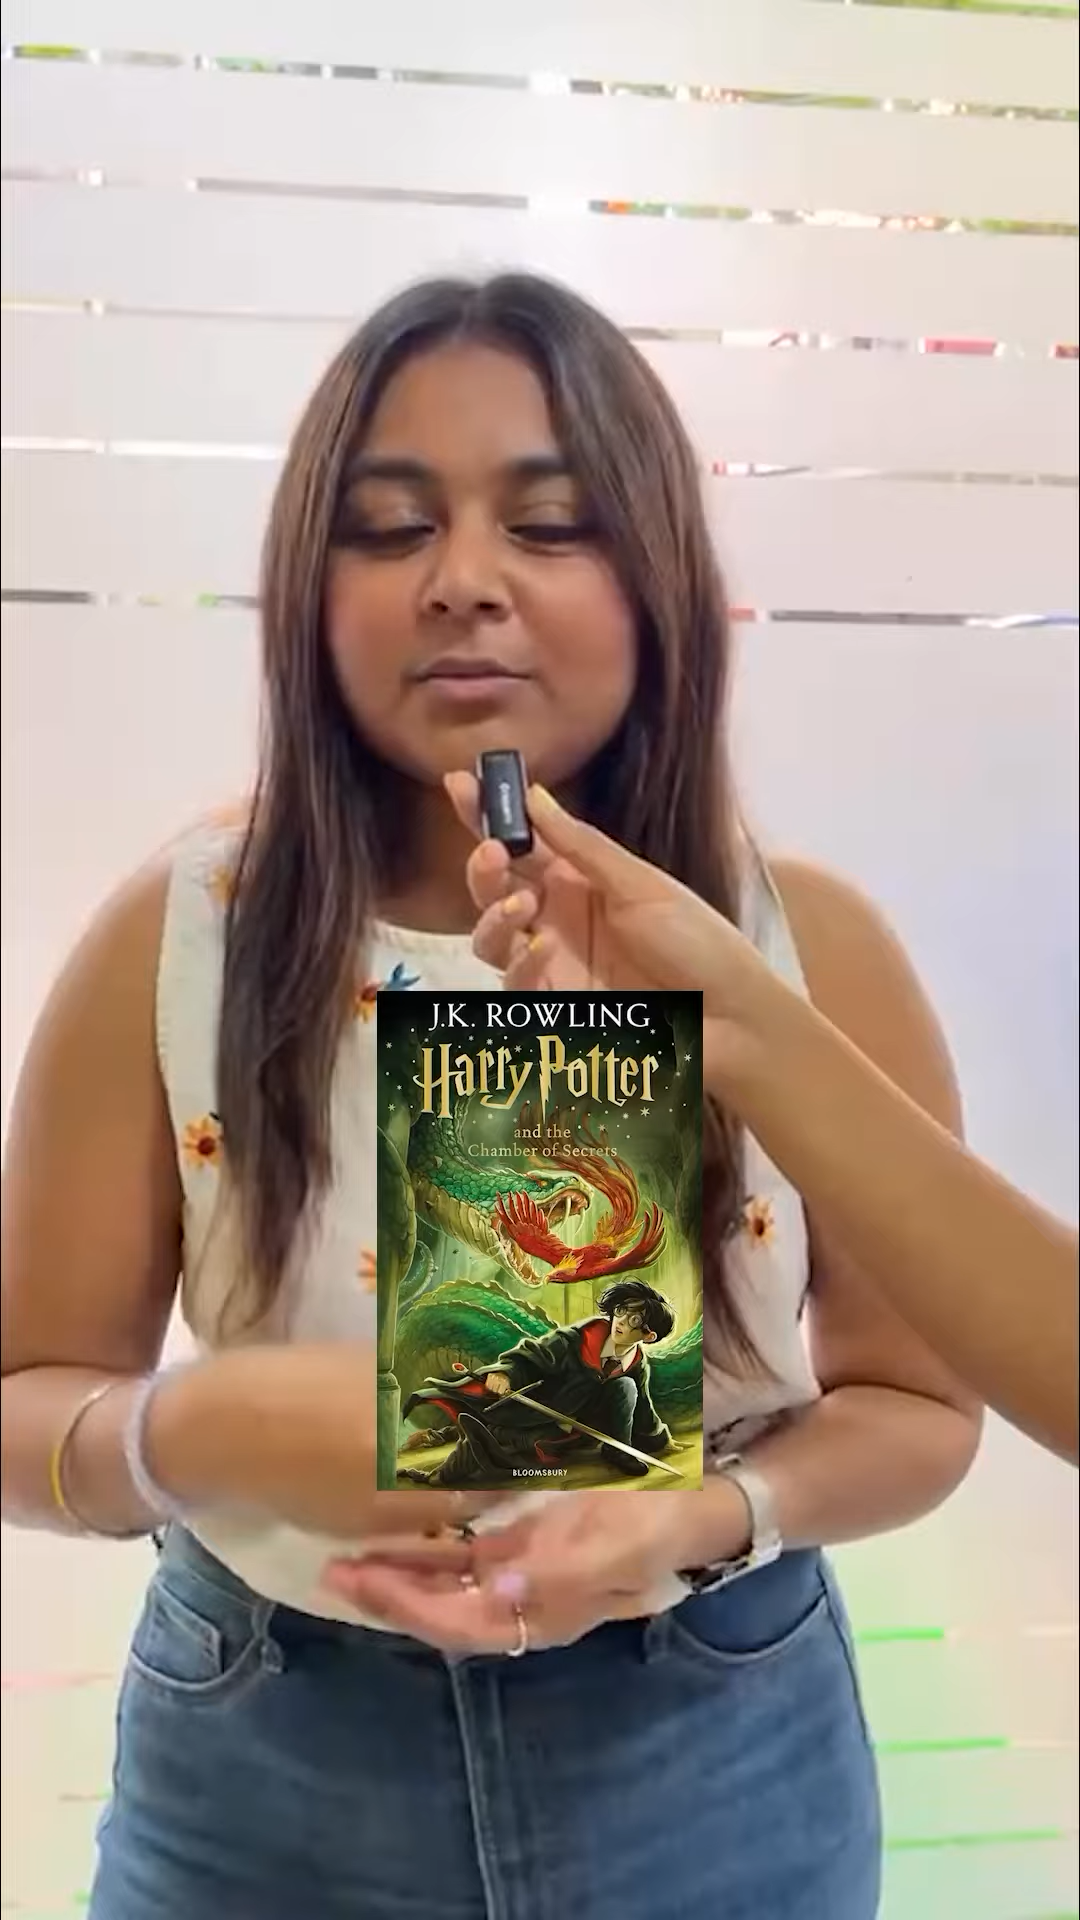 J.K. ROWLING
Harry Potter
and the
Chamber of Secrets
BLOOMSBURY